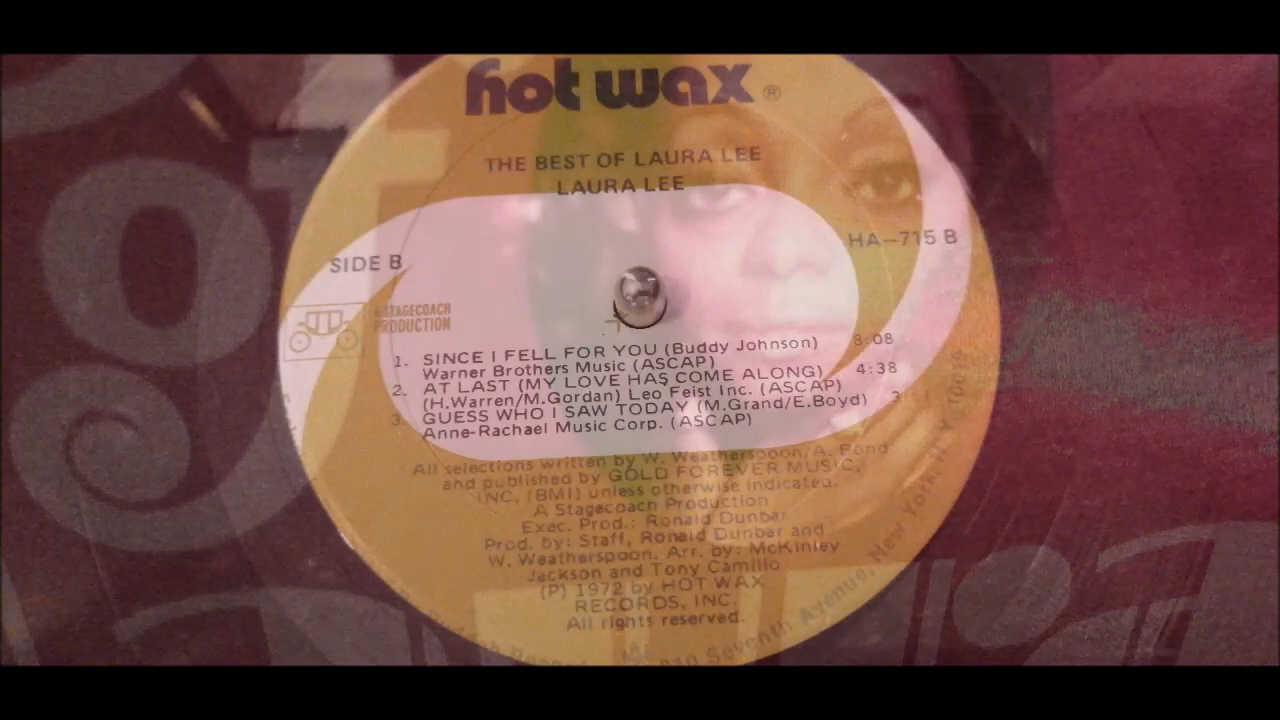 hot wax ®
THE BEST OF LAURA LEE
LAURA LEE
HA-715 B
SIDE B
A STAGECOACH
PRODUCTION
1. SINCE I FELL FOR YOU (Buddy Johnson) 8:08
Warner Brothers Music (ASCAP)
2. AT LAST (MY LOVE HAS COME ALONG) 4:38
(H.Warren/M.Gordan) Leo Feist Inc. (ASCAP)
3. GUESS WHO I SAW TODAY (M.Grand/E.Boyd)
Anne-Rachael Music Corp. (ASCAP)
All selections written by W. Weatherspoon/A. Bond
and published by GOLD FOREVER MUSIC,
INC. (BMI) unless otherwise indicated.
A Stagecoach Production
Exec. Prod.: Ronald Dunbar
Prod. by: Staff, Ronald Dunbar and
W. Weatherspoon. Arr. by: McKinley
Jackson and Tony Camillo
(P) 1972 by HOT WAX
RECORDS, INC.
All rights reserved.
Seventh Avenue, New York, N.Y. 10019